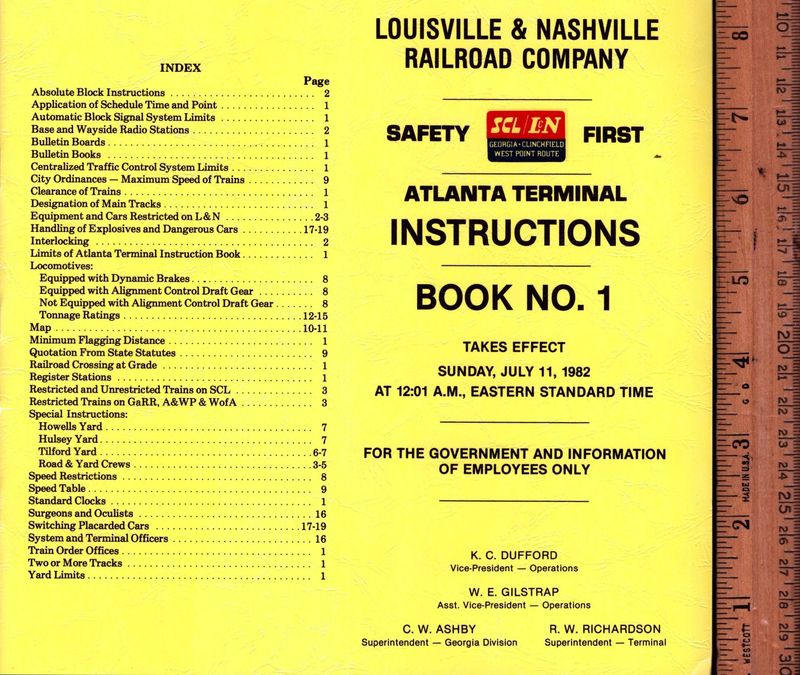 INDEX
Page
Absolute Block Instructions . . . . . . . . . . . . . . . . . . . . . . . . . . . 2
Application of Schedule Time and Point . . . . . . . . . . . . . . . . . 1
Automatic Block Signal System Limits . . . . . . . . . . . . . . . . . . 1
Base and Wayside Radio Stations . . . . . . . . . . . . . . . . . . . . . . 2
Bulletin Boards . . . . . . . . . . . . . . . . . . . . . . . . . . . . . . . . . . . . . 1
Bulletin Books . . . . . . . . . . . . . . . . . . . . . . . . . . . . . . . . . . . . . 1
Centralized Traffic Control System Limits . . . . . . . . . . . . . . . 1
City Ordinances — Maximum Speed of Trains . . . . . . . . . . . . 9
Clearance of Trains . . . . . . . . . . . . . . . . . . . . . . . . . . . . . . . . . 1
Designation of Main Tracks . . . . . . . . . . . . . . . . . . . . . . . . . . . 1
Equipment and Cars Restricted on L&N . . . . . . . . . . . . . . . 2-3
Handling of Explosives and Dangerous Cars . . . . . . . . . . . 17-19
Interlocking . . . . . . . . . . . . . . . . . . . . . . . . . . . . . . . . . . . . . . . 2
Limits of Atlanta Terminal Instruction Book . . . . . . . . . . . . . . 1
Locomotives:
Equipped with Dynamic Brakes . . . . . . . . . . . . . . . . . . . . . . 8
Equipped with Alignment Control Draft Gear . . . . . . . . . . 8
Not Equipped with Alignment Control Draft Gear . . . . . . . 8
Tonnage Ratings . . . . . . . . . . . . . . . . . . . . . . . . . . . . . . . 12-15
Map . . . . . . . . . . . . . . . . . . . . . . . . . . . . . . . . . . . . . . . . . . . 10-11
Minimum Flagging Distance . . . . . . . . . . . . . . . . . . . . . . . . . . 1
Quotation From State Statutes . . . . . . . . . . . . . . . . . . . . . . . . 9
Railroad Crossing at Grade . . . . . . . . . . . . . . . . . . . . . . . . . . . 1
Register Stations . . . . . . . . . . . . . . . . . . . . . . . . . . . . . . . . . . . 1
Restricted and Unrestricted Trains on SCL . . . . . . . . . . . . . . . 3
Restricted Trains on GaRR, A&WP & WofA . . . . . . . . . . . . . 3
Special Instructions:
Howells Yard . . . . . . . . . . . . . . . . . . . . . . . . . . . . . . . . . . . . . 7
Hulsey Yard . . . . . . . . . . . . . . . . . . . . . . . . . . . . . . . . . . . . . . 7
Tilford Yard . . . . . . . . . . . . . . . . . . . . . . . . . . . . . . . . . . . . . 6-7
Road & Yard Crews . . . . . . . . . . . . . . . . . . . . . . . . . . . . . . . 3-5
Speed Restrictions . . . . . . . . . . . . . . . . . . . . . . . . . . . . . . . . . . 8
Speed Table . . . . . . . . . . . . . . . . . . . . . . . . . . . . . . . . . . . . . . . . 9
Standard Clocks . . . . . . . . . . . . . . . . . . . . . . . . . . . . . . . . . . . . 1
Surgeons and Oculists . . . . . . . . . . . . . . . . . . . . . . . . . . . . . . . 16
Switching Placarded Cars . . . . . . . . . . . . . . . . . . . . . . . . . . 17-19
System and Terminal Officers . . . . . . . . . . . . . . . . . . . . . . . . . 16
Train Order Offices . . . . . . . . . . . . . . . . . . . . . . . . . . . . . . . . . . 1
Two or More Tracks . . . . . . . . . . . . . . . . . . . . . . . . . . . . . . . . . 1
Yard Limits . . . . . . . . . . . . . . . . . . . . . . . . . . . . . . . . . . . . . . . . 1
LOUISVILLE & NASHVILLE
RAILROAD COMPANY
SAFETY SCL/L&N FIRST
GEORGIA • CLINCHFIELD
WEST POINT ROUTE
ATLANTA TERMINAL
INSTRUCTIONS
BOOK NO. 1
TAKES EFFECT
SUNDAY, JULY 11, 1982
AT 12:01 A.M., EASTERN STANDARD TIME
FOR THE GOVERNMENT AND INFORMATION
OF EMPLOYEES ONLY
K. C. DUFFORD
Vice-President — Operations
W. E. GILSTRAP
Asst. Vice-President — Operations
C. W. ASHBY R. W. RICHARDSON
Superintendent — Georgia Division Superintendent — Terminal
8 7 6 5 4 3 2 1
MADE IN U.S.A.
WESTCOTT
10 11 12 13 14 15 16 17 18 19 20 21 22 23 24 25 26 27 28 29 30